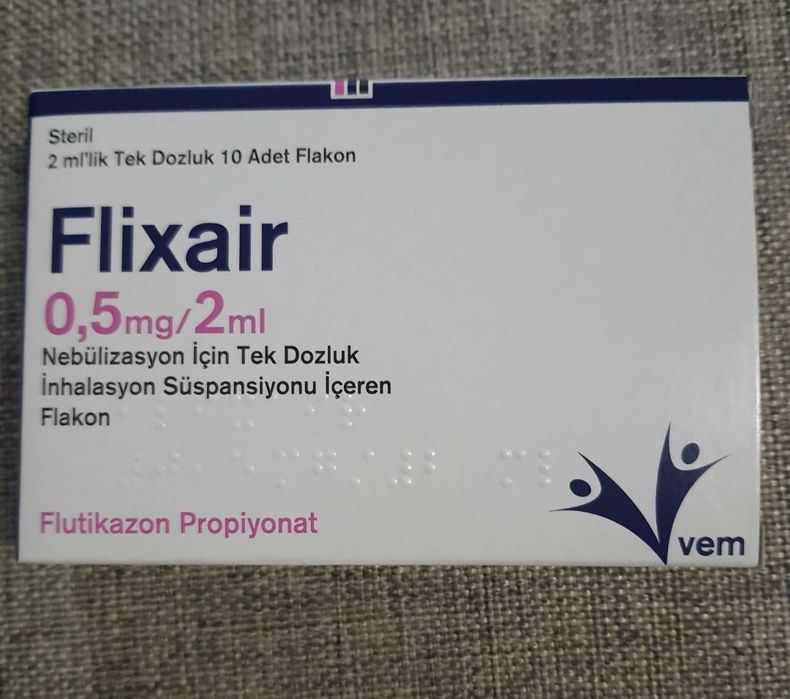 Steril
2 ml'lik Tek Dozluk 10 Adet Flakon
Flixair
0,5mg/2ml
Nebülizasyon İçin Tek Dozluk
İnhalasyon Süspansiyonu İçeren
Flakon
Flutikazon Propiyonat
vem